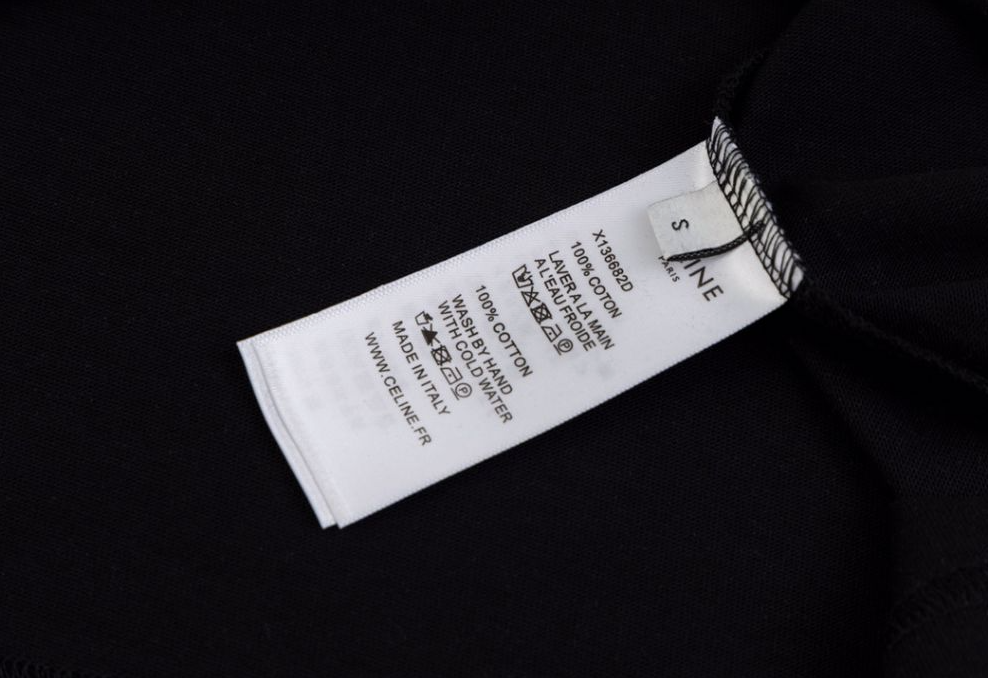 S
INE
PARIS
X136682D
100% COTON
LAVER A LA MAIN
A L'EAU FROIDE
P
100% COTTON
WASH BY HAND
WITH COLD WATER
P
MADE IN ITALY
WWW.CELINE.FR